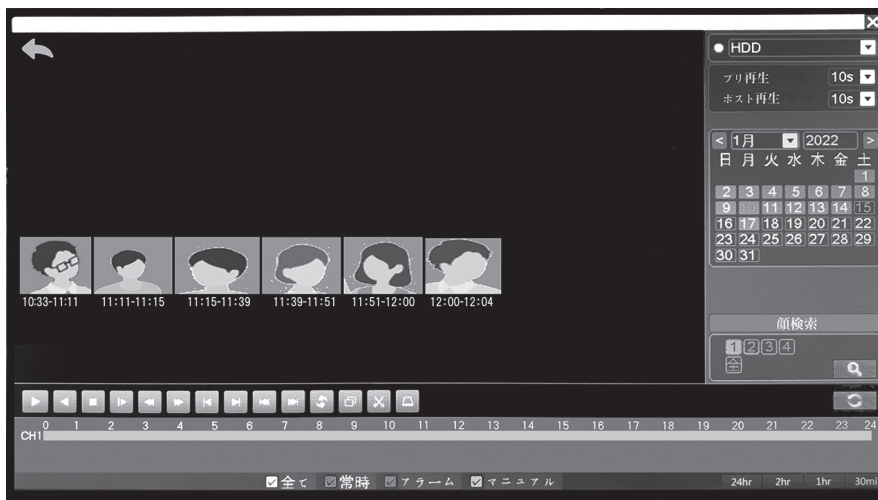 HDD
プリ再生 10s
ポスト再生 10s
< 1月 2022 >
日 月 火 水 木 金 土
1
2 3 4 5 6 7 8
9 10 11 12 13 14 15
16 17 18 19 20 21 22
23 24 25 26 27 28 29
30 31
10:33-11:11 11:11-11:15 11:15-11:39 11:39-11:51 11:51-12:00 12:00-12:04
顔検索
1 2 3 4
全
0 1 2 3 4 5 6 7 8 9 10 11 12 13 14 15 16 17 18 19 20 21 22 23 24
CH1
全て 常時 アラーム マニュアル 24hr 2hr 1hr 30mi